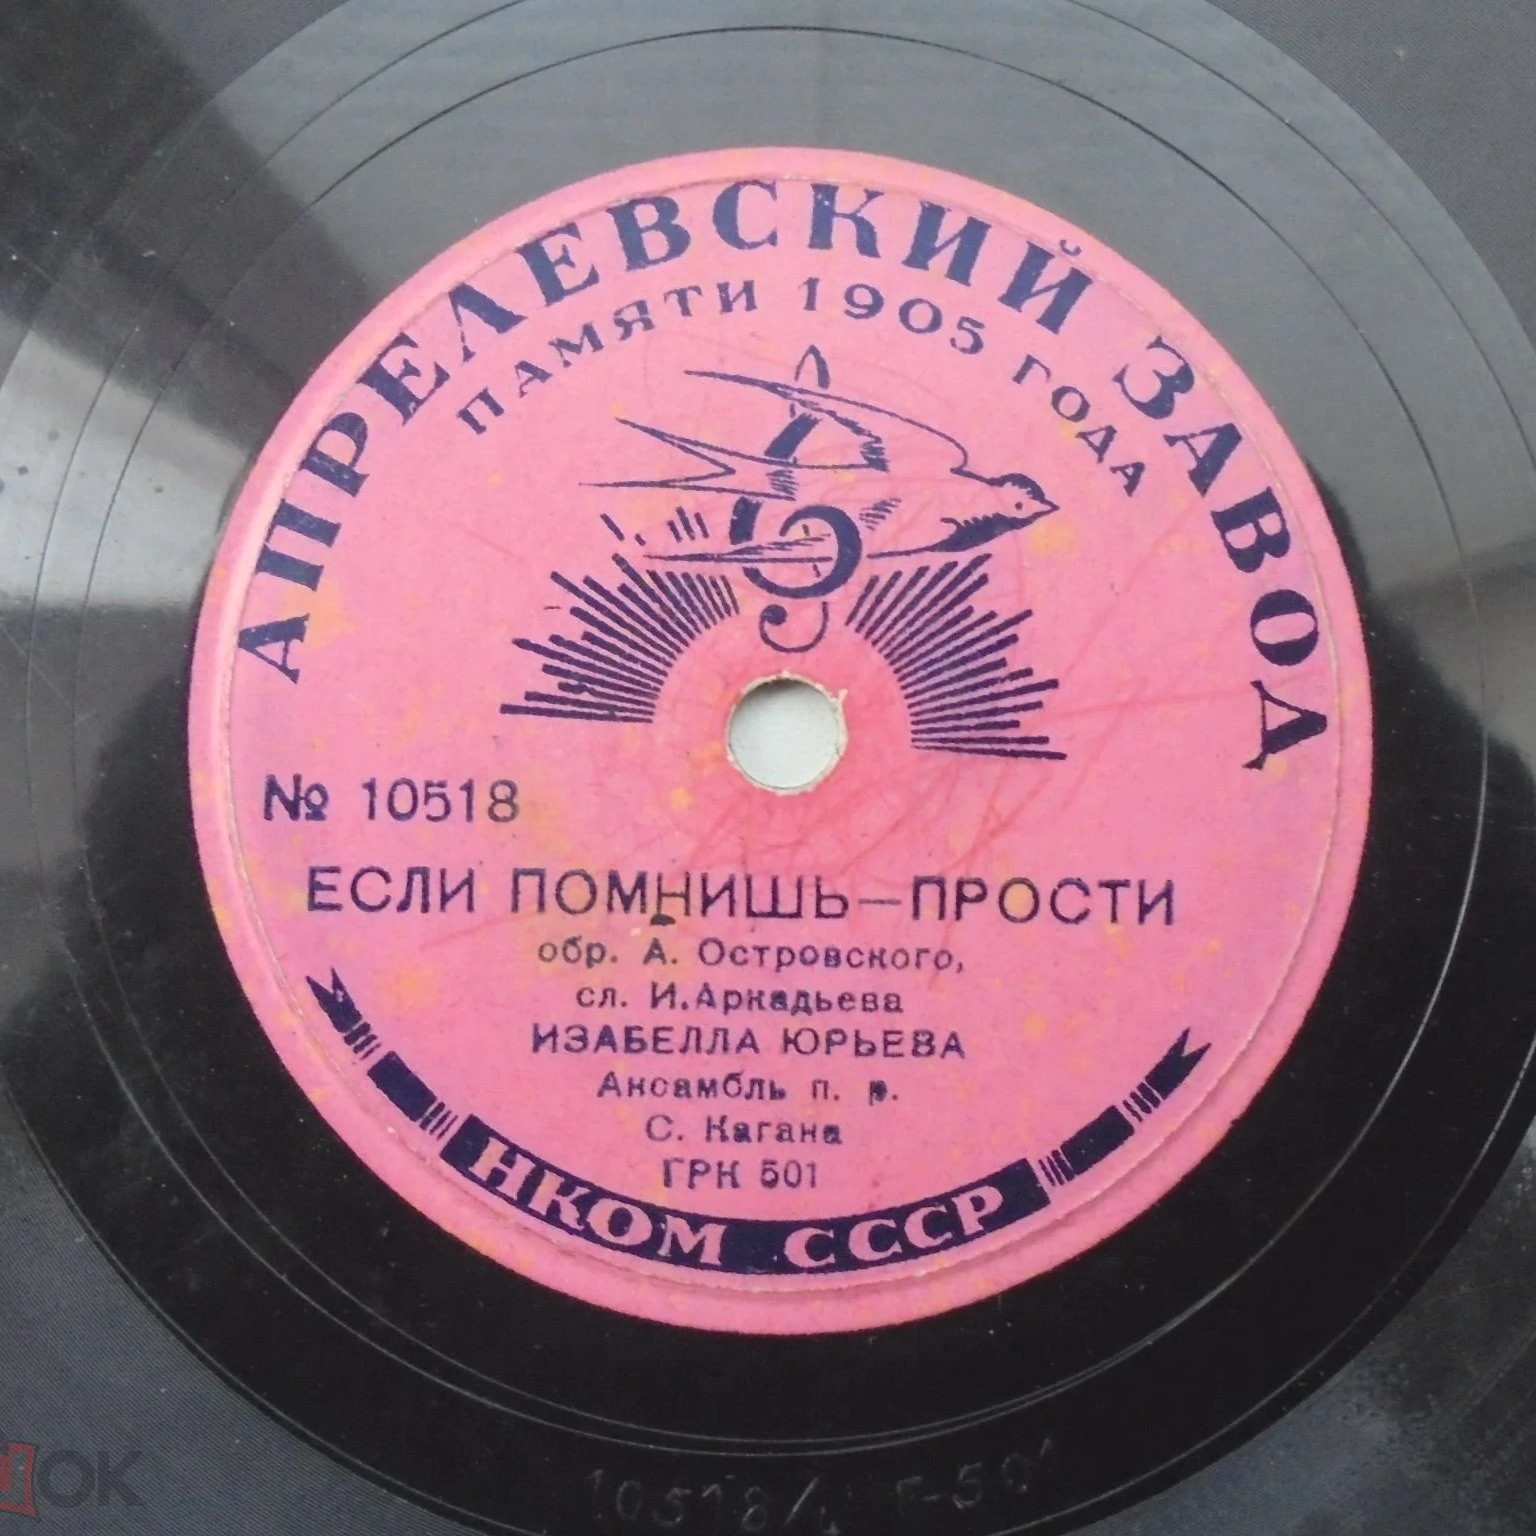 АПРЕЛЕВСКИЙ ЗАВОД
ПАМЯТИ 1905 ГОДА
№ 10518
ЕСЛИ ПОМНИШЬ—ПРОСТИ
обр. А. Островского,
сл. И. Аркадьева
ИЗАБЕЛЛА ЮРЬЕВА
Ансамбль п. р.
С. Кагана
ГРК 501
НКОМ СССР
ОК